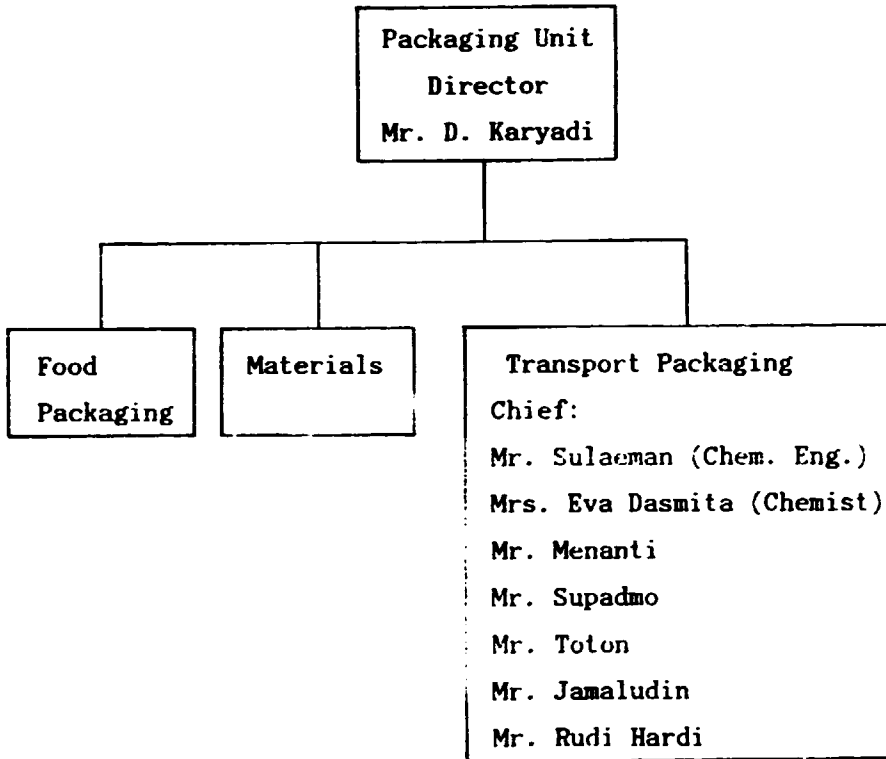 Packaging Unit
Director
Mr. D. Karyadi
Food
Packaging
Materials
Transport Packaging
Chief:
Mr. Sulaeman (Chem. Eng.)
Mrs. Eva Dasmita (Chemist)
Mr. Menanti
Mr. Supadmo
Mr. Toton
Mr. Jamaludin
Mr. Rudi Hardi